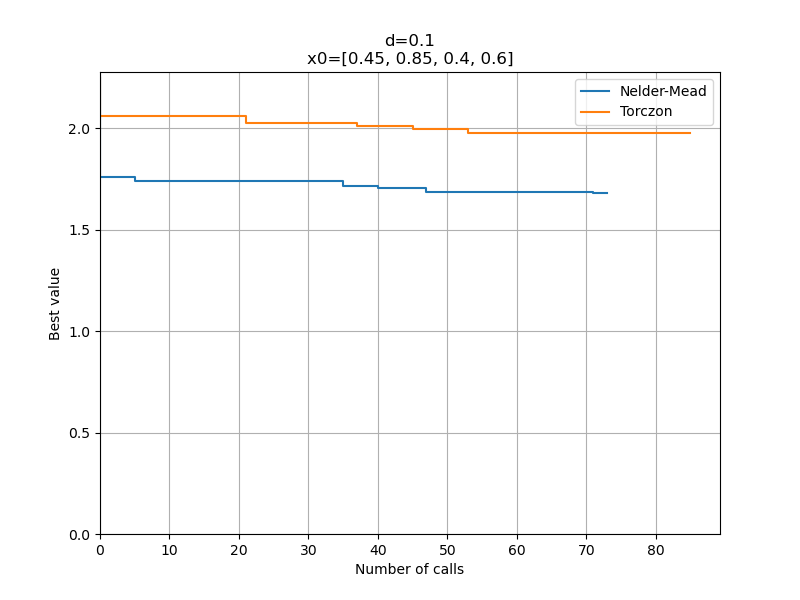 d=0.1
x0=[0.45, 0.85, 0.4, 0.6]
Nelder-Mead
Torczon
2.0
1.5
1.0
0.5
0.0
Best value
0 10 20 30 40 50 60 70 80
Number of calls